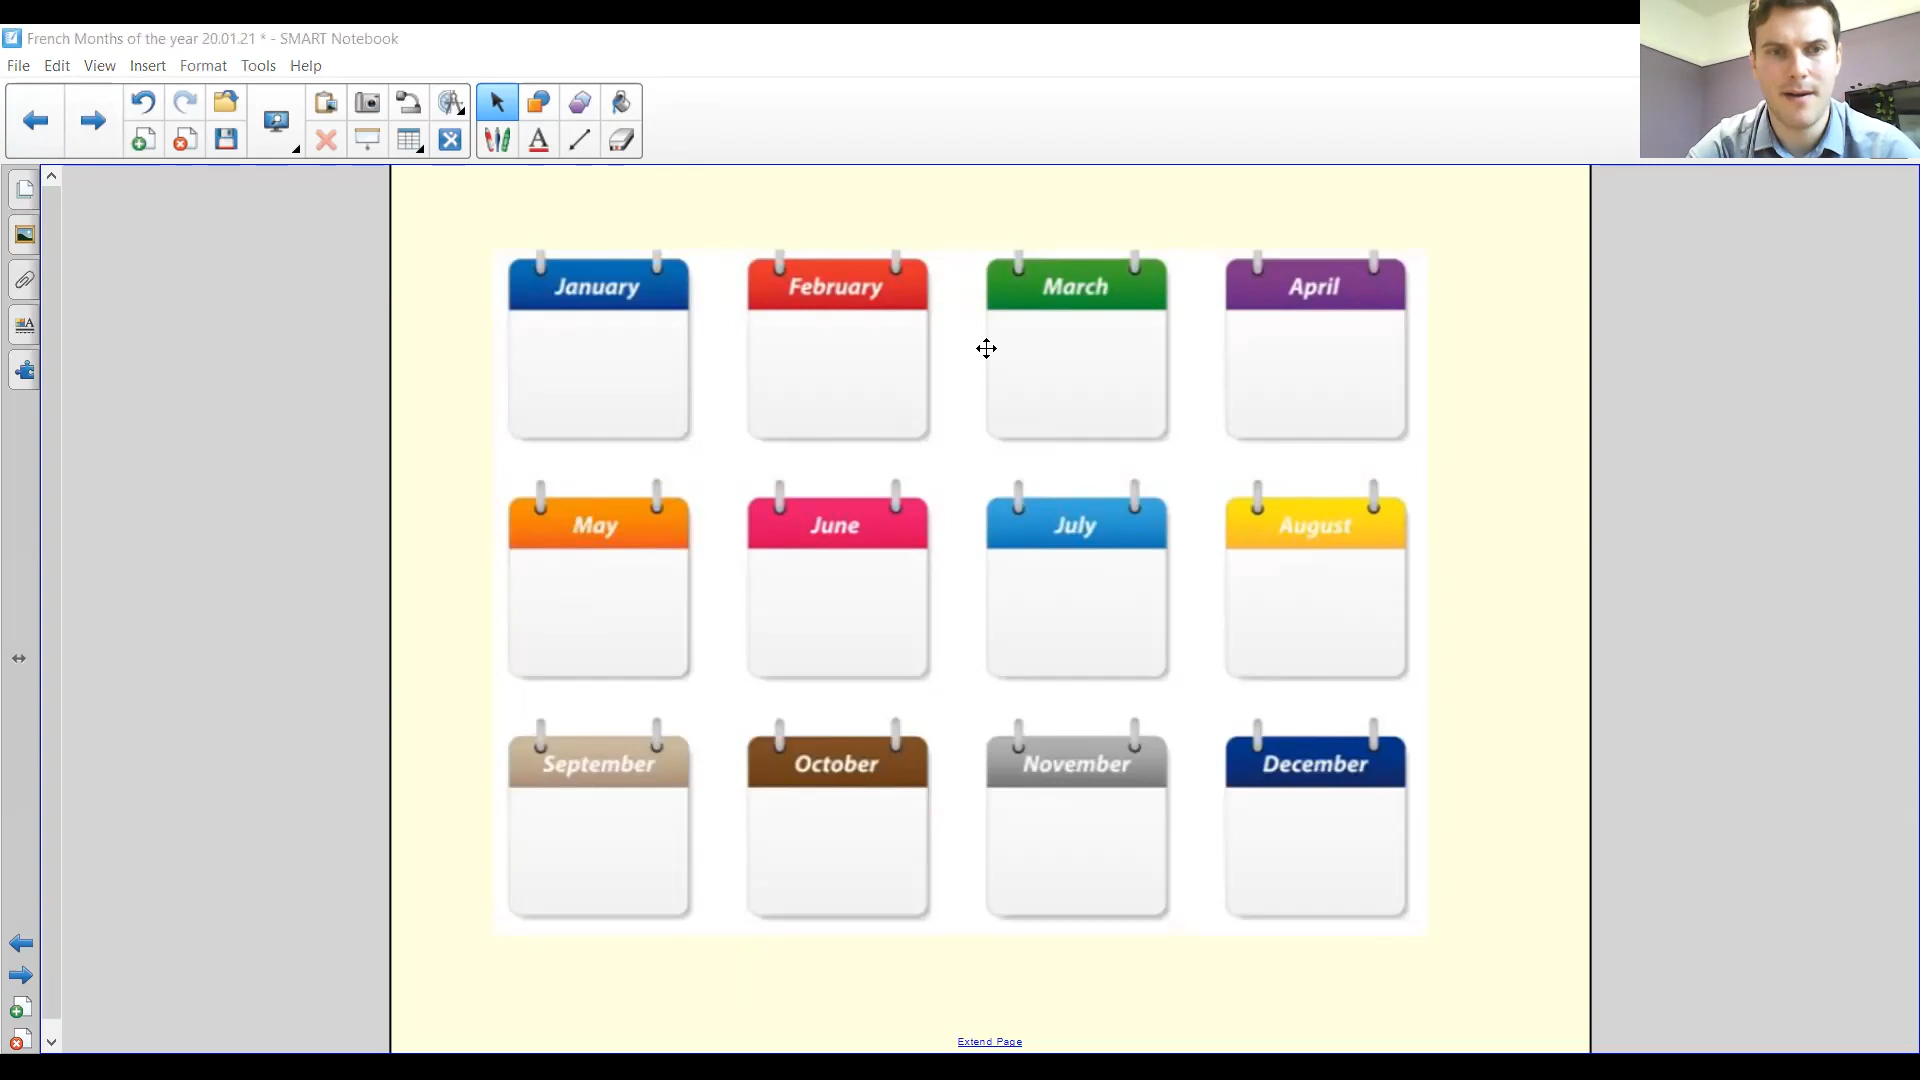 French Months of the year 20.01.21 * - SMART Notebook
File Edit View Insert Format Tools Help
January February March April
May June July August
September October November December
Extend Page